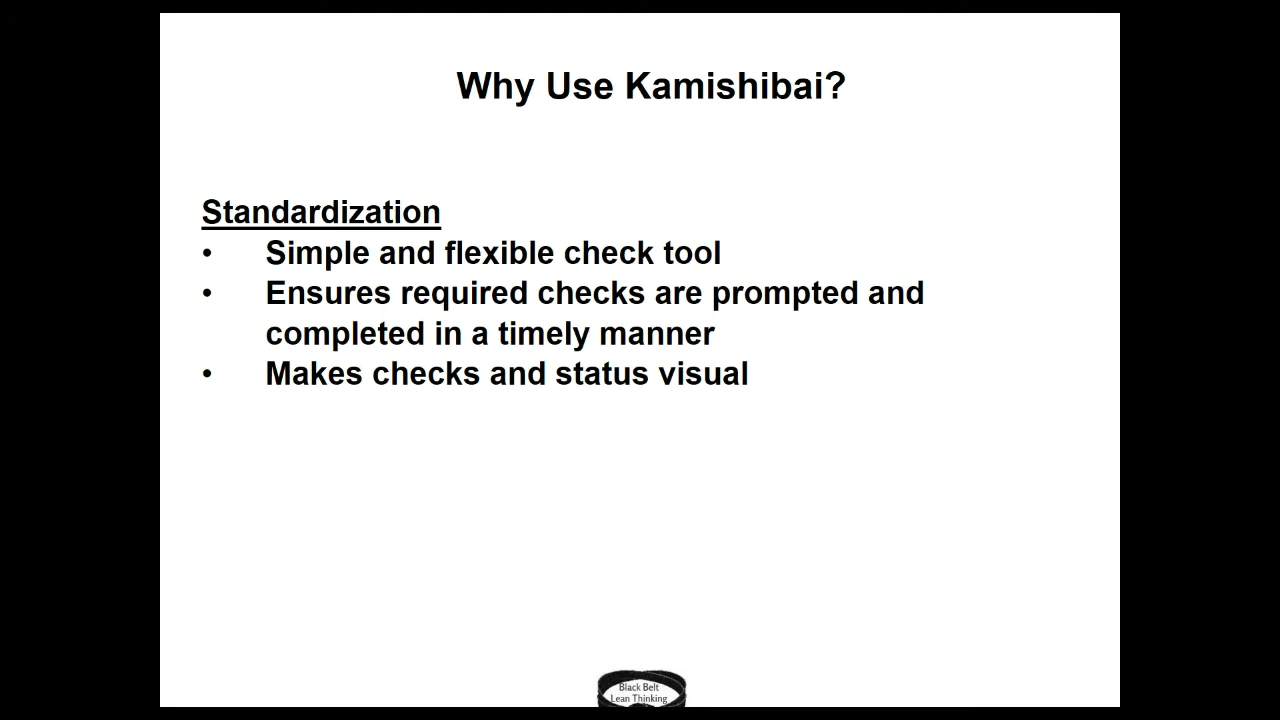 Why Use Kamishibai?
Standardization
• Simple and flexible check tool
• Ensures required checks are prompted and
completed in a timely manner
• Makes checks and status visual
Black Belt
Lean Thinking